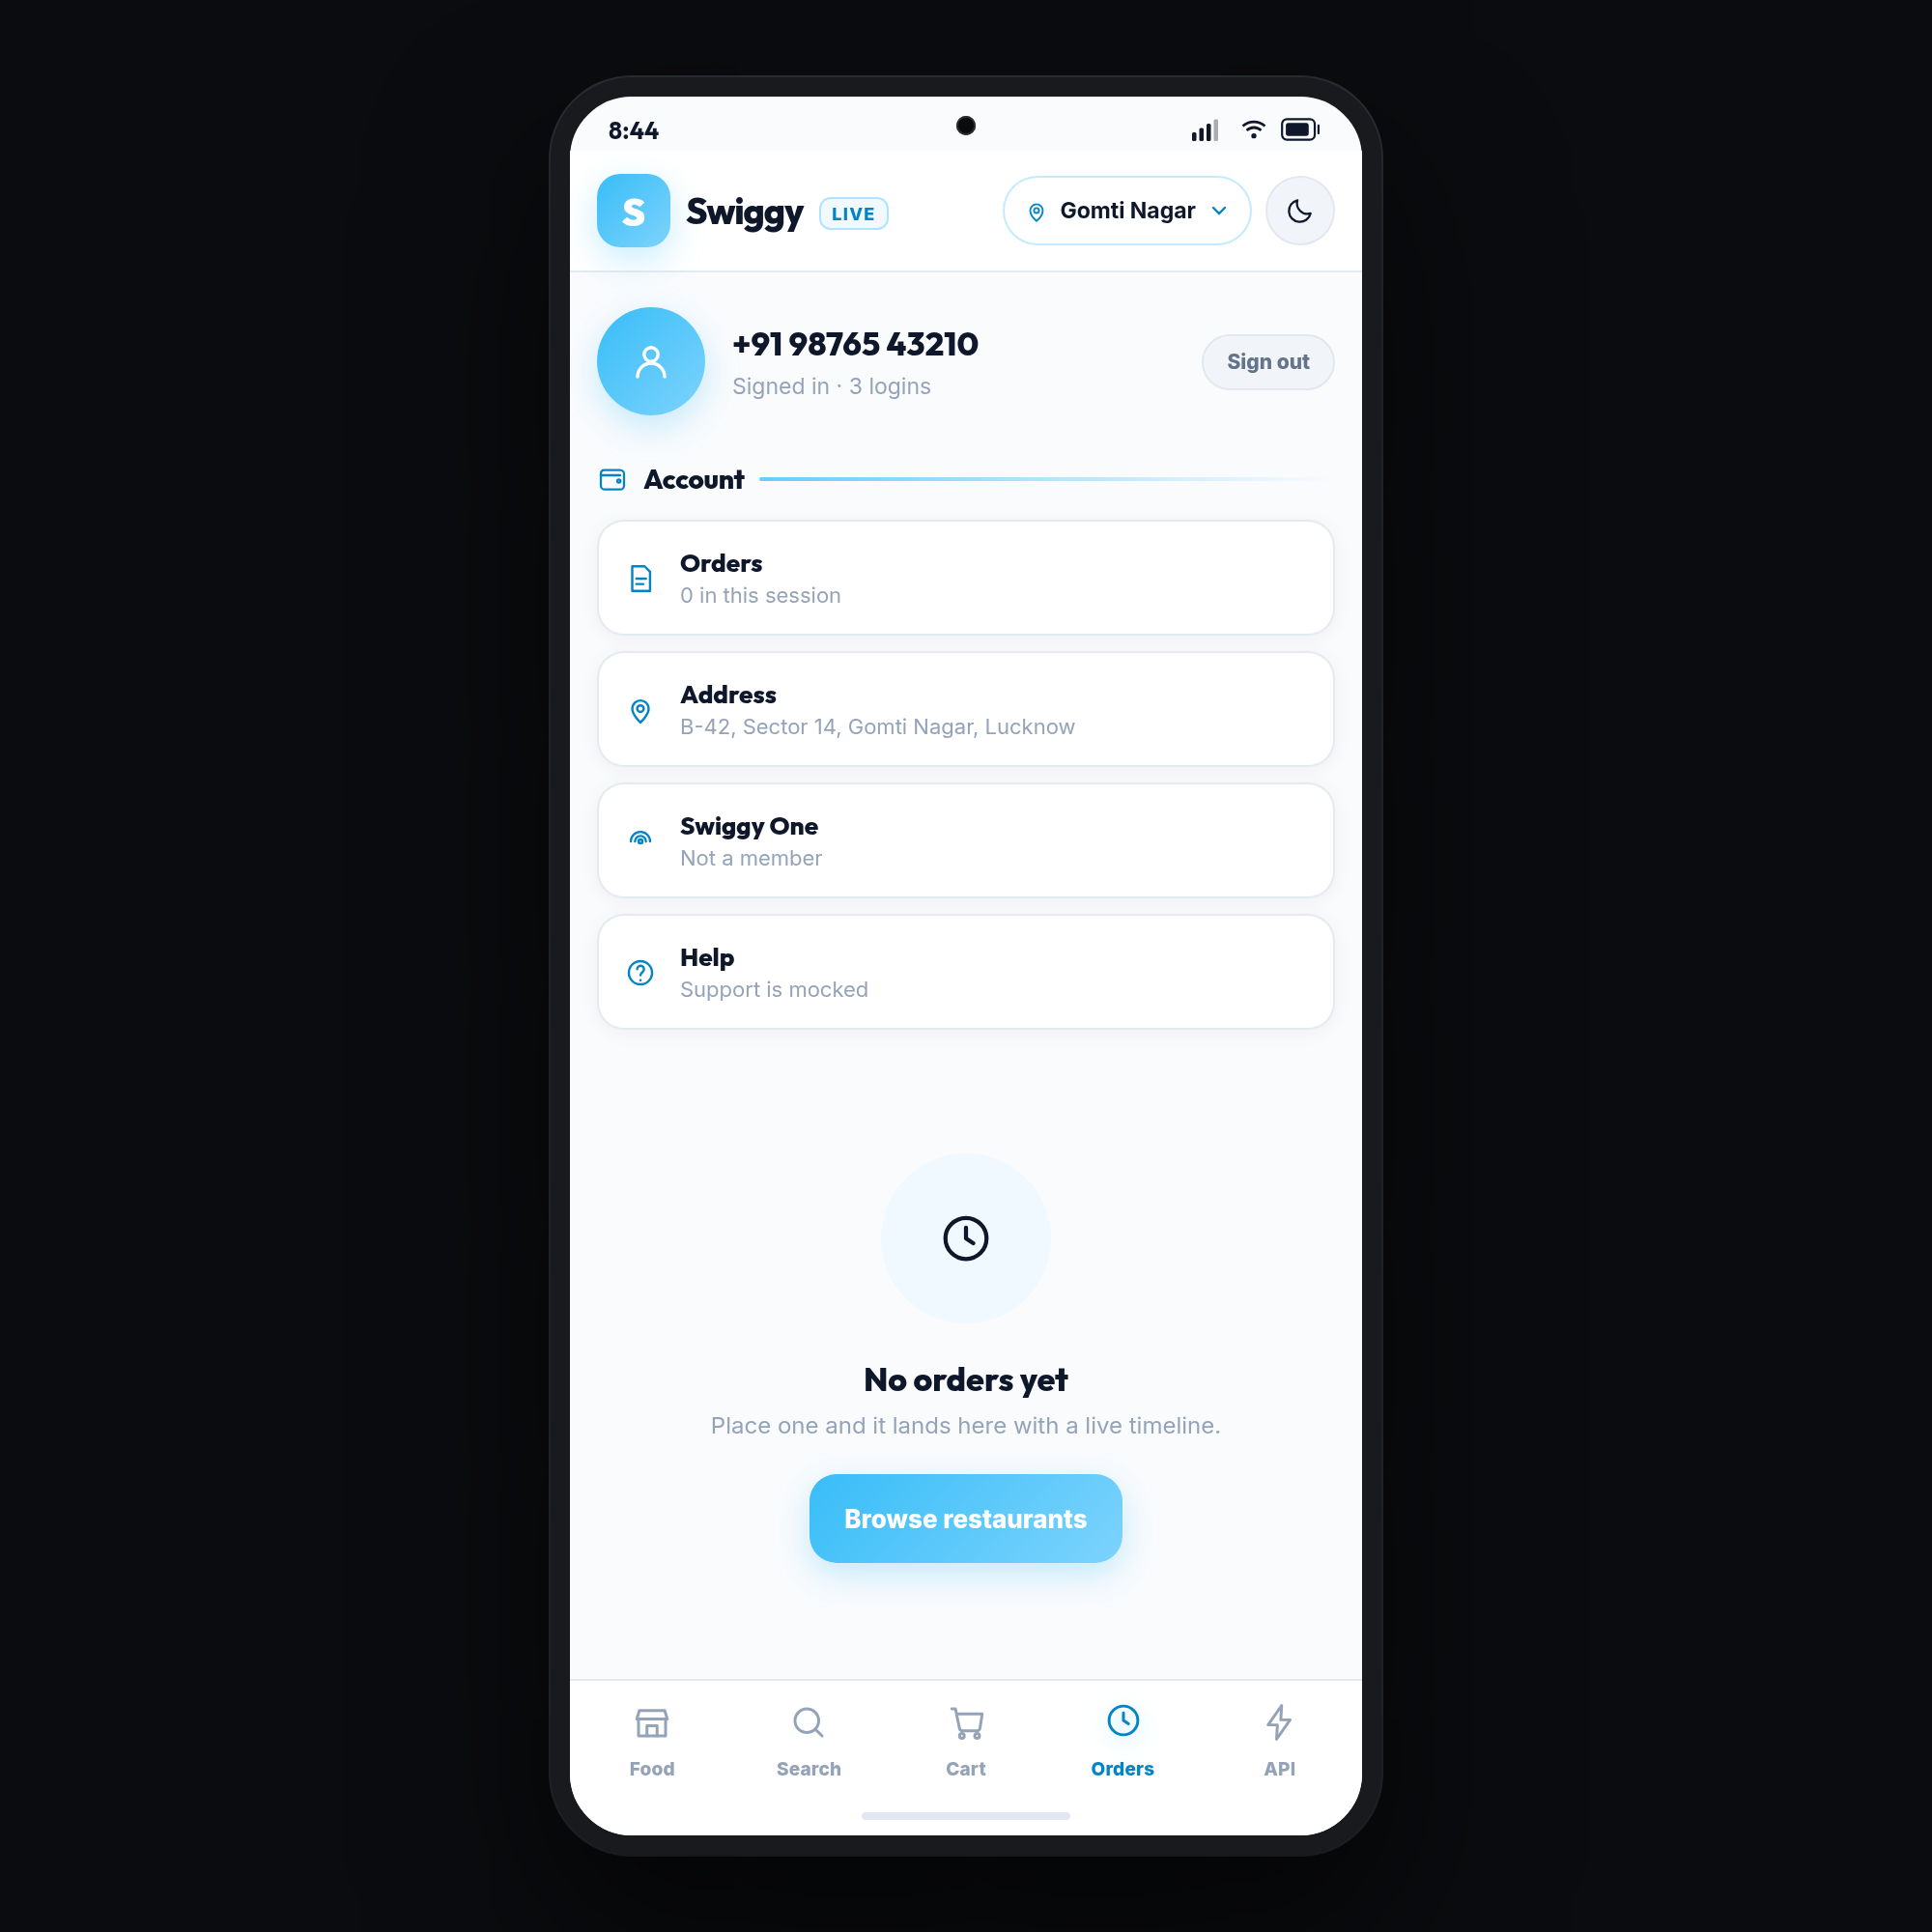 8:44
S
Swiggy
LIVE
Gomti Nagar
+91 98765 43210
Signed in · 3 logins
Sign out
Account
Orders
0 in this session
Address
B-42, Sector 14, Gomti Nagar, Lucknow
Swiggy One
Not a member
Help
Support is mocked
No orders yet
Place one and it lands here with a live timeline.
Browse restaurants
Food
Search
Cart
Orders
API